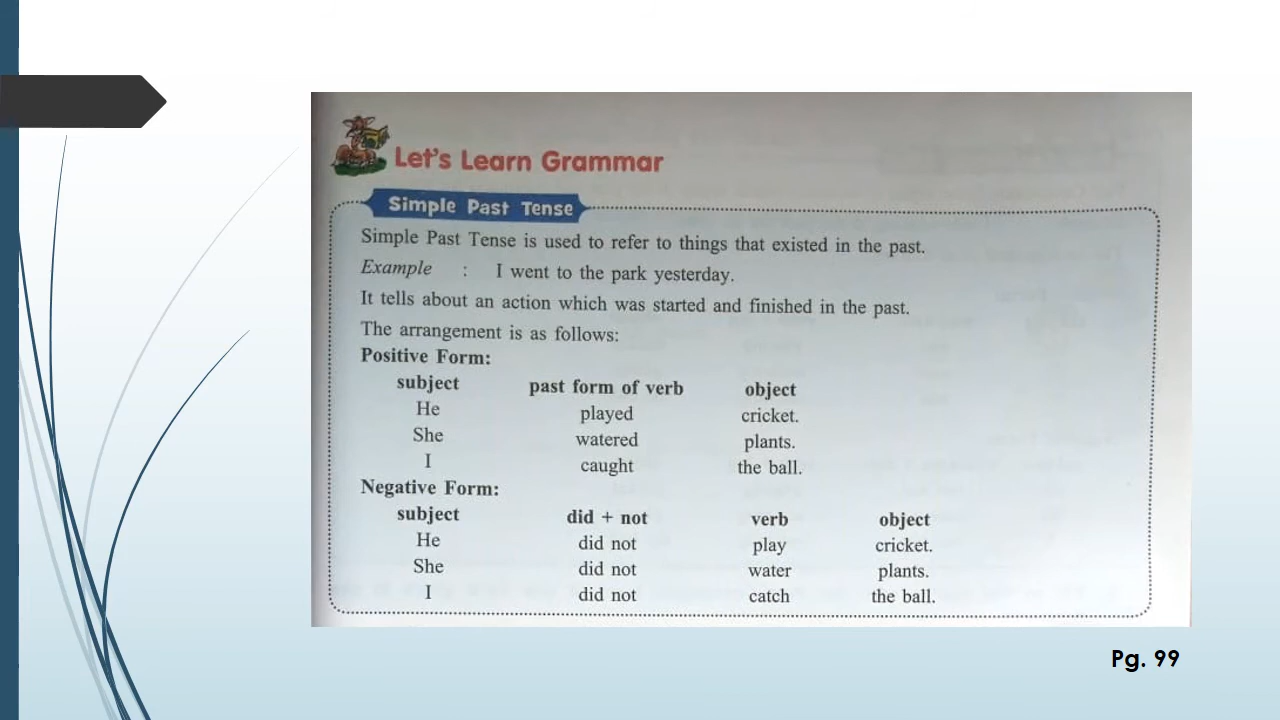 Let's Learn Grammar
Simple Past Tense
Simple Past Tense is used to refer to things that existed in the past.
Example : I went to the park yesterday.
It tells about an action which was started and finished in the past.
The arrangement is as follows:
Positive Form:
subject past form of verb object
He played cricket.
She watered plants.
I caught the ball.
Negative Form:
subject did + not verb object
He did not play cricket.
She did not water plants.
I did not catch the ball.
Pg. 99